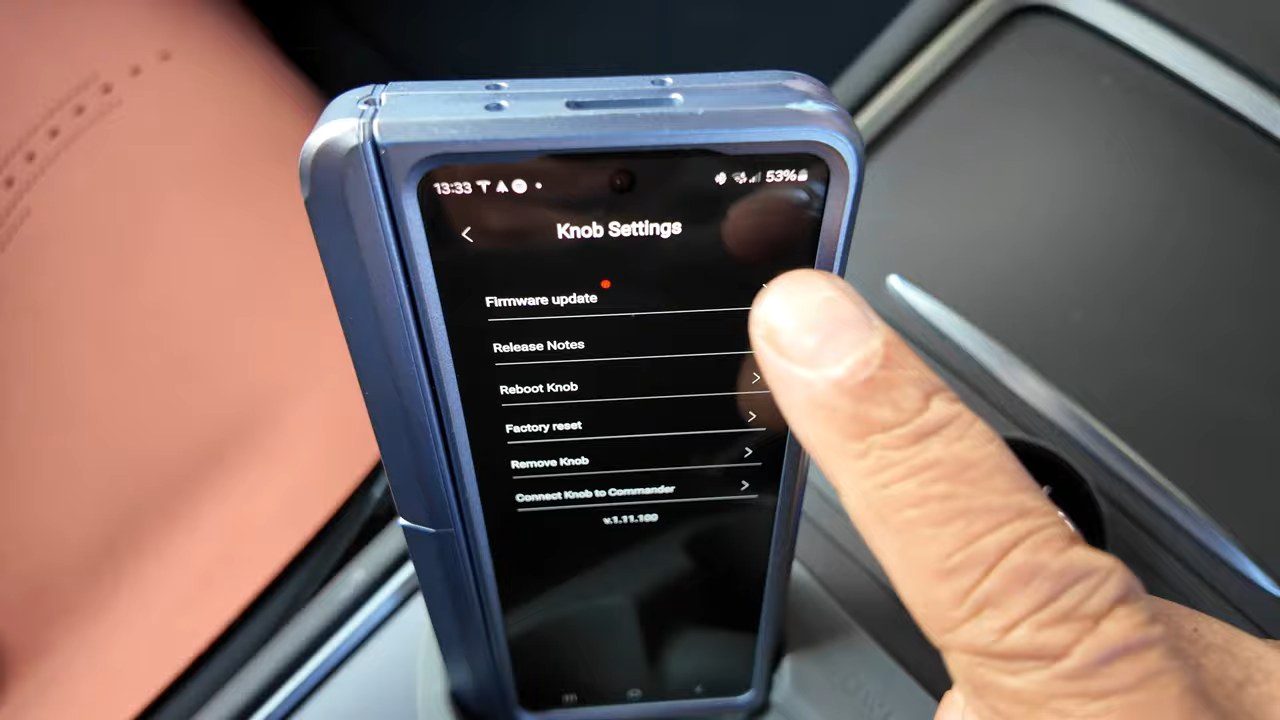 13:33 53%
Knob Settings
Firmware update
Release Notes
Reboot Knob
Factory reset
Remove Knob
Connect Knob to Commander
v.1.11.109